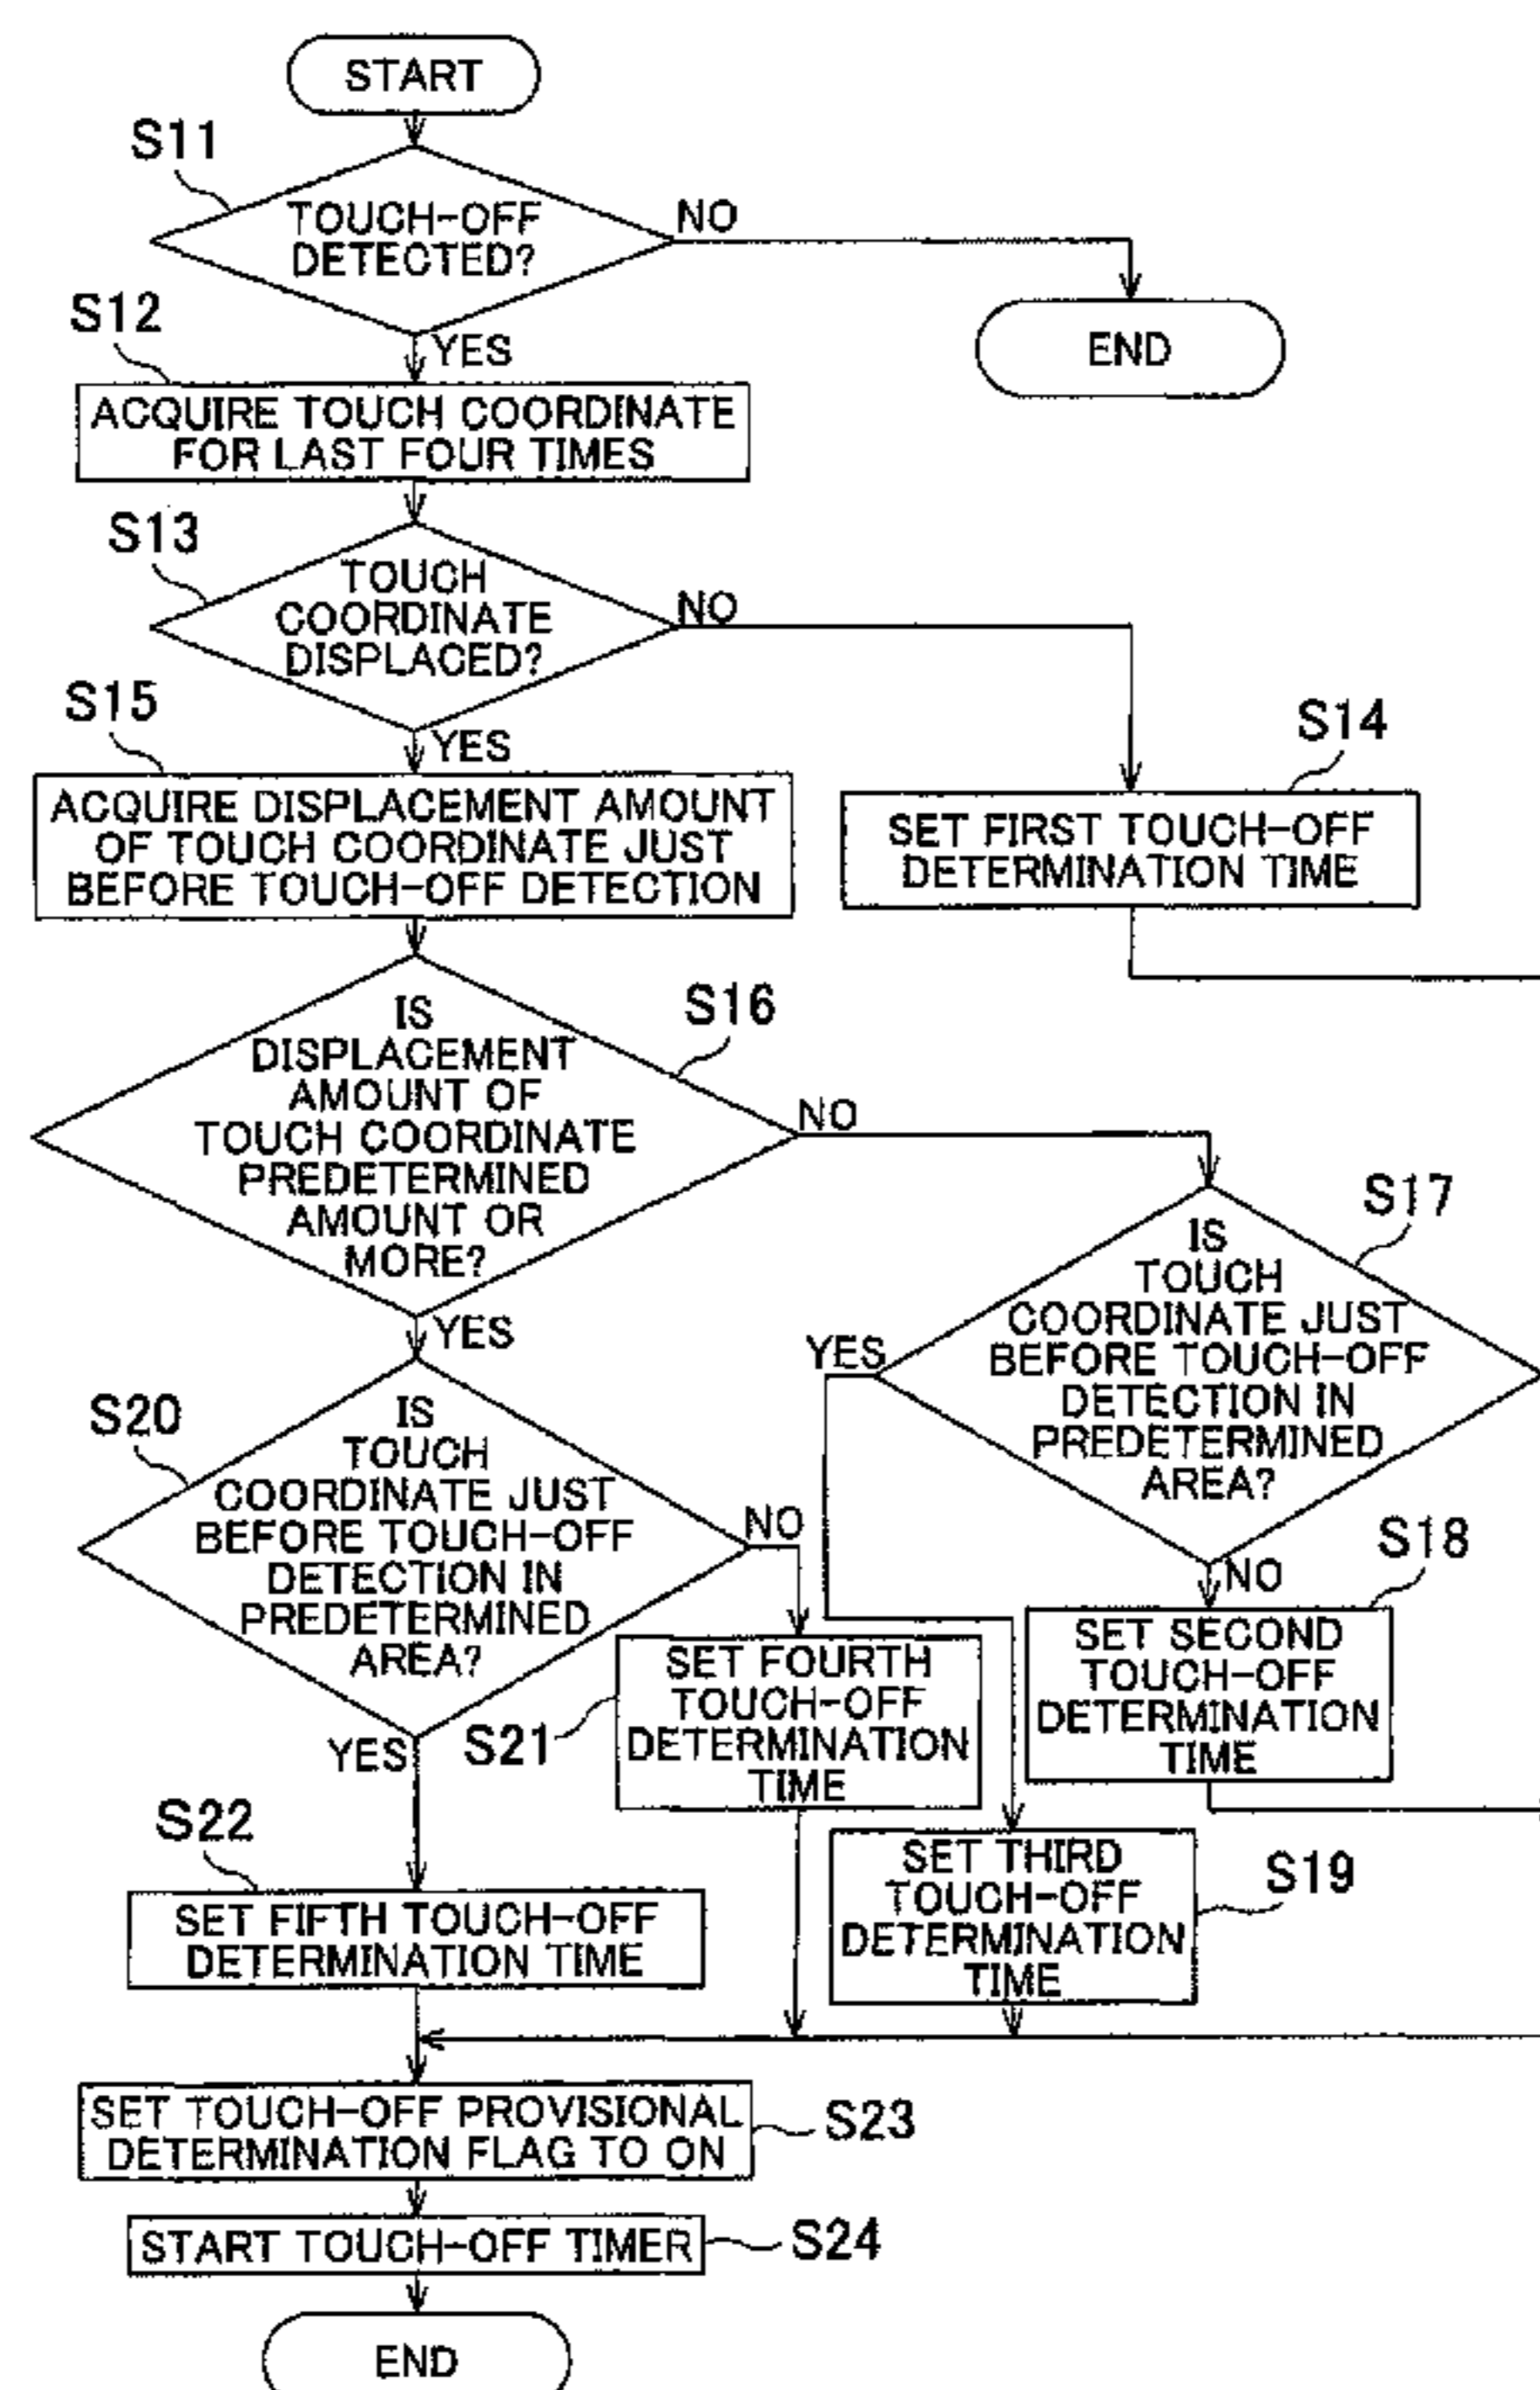 START
S11
TOUCH-OFF
DETECTED?
NO
END
YES
S12
ACQUIRE TOUCH COORDINATE
FOR LAST FOUR TIMES
S13
TOUCH
COORDINATE
DISPLACED?
NO
YES
S14
SET FIRST TOUCH-OFF
DETERMINATION TIME
S15
ACQUIRE DISPLACEMENT AMOUNT
OF TOUCH COORDINATE JUST
BEFORE TOUCH-OFF DETECTION
S16
IS
DISPLACEMENT
AMOUNT OF
TOUCH COORDINATE
PREDETERMINED
AMOUNT OR
MORE?
NO
YES
S17
IS
TOUCH
COORDINATE JUST
BEFORE TOUCH-OFF
DETECTION IN
PREDETERMINED
AREA?
YES
NO
S18
SET SECOND
TOUCH-OFF
DETERMINATION
TIME
S20
IS
TOUCH
COORDINATE JUST
BEFORE TOUCH-OFF
DETECTION IN
PREDETERMINED
AREA?
NO
YES
S21
SET FOURTH
TOUCH-OFF
DETERMINATION
TIME
S19
SET THIRD
TOUCH-OFF
DETERMINATION
TIME
S22
SET FIFTH TOUCH-OFF
DETERMINATION TIME
SET TOUCH-OFF PROVISIONAL
DETERMINATION FLAG TO ON
S23
START TOUCH-OFF TIMER
S24
END